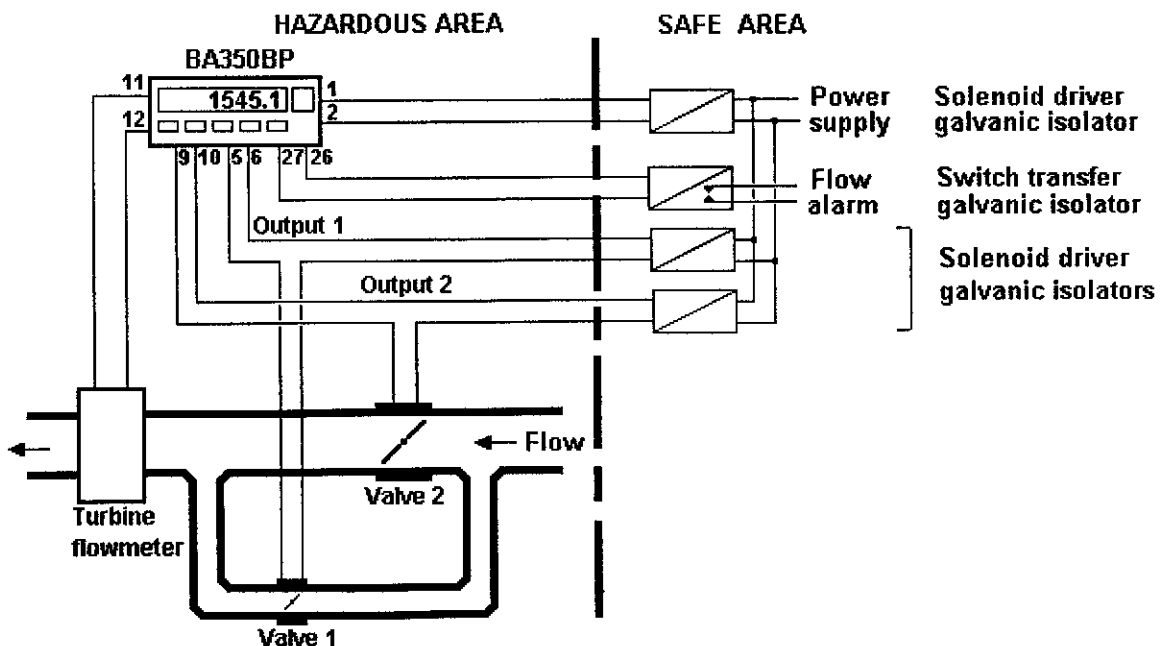 HAZARDOUS AREA
SAFE AREA
BA350BP
11
1545.1
1
12
2
9 10 5 6 27 26
Power supply
Solenoid driver galvanic isolator
Flow alarm
Switch transfer galvanic isolator
Output 1
Output 2
Solenoid driver galvanic isolators
Flow
Valve 2
Turbine flowmeter
Valve 1